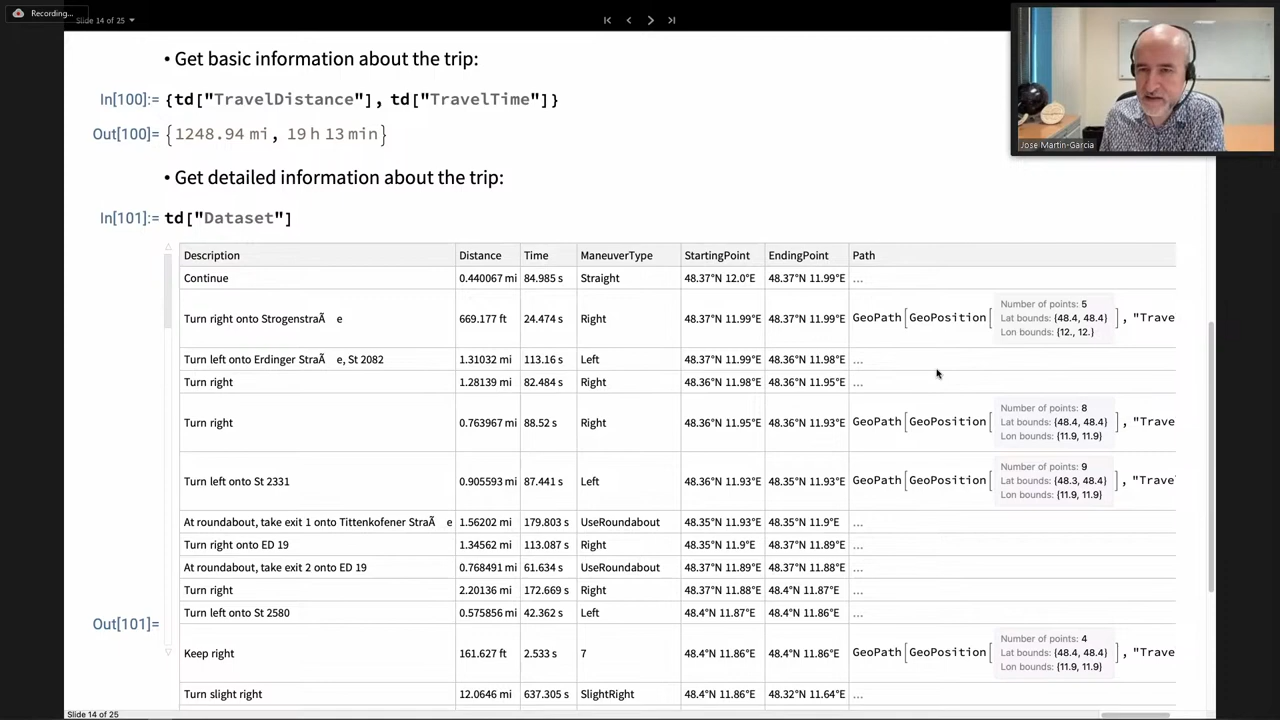 Recording...
Slide 14 of 25
Jose Martin-Garcia
• Get basic information about the trip:
In[100]:= {td["TravelDistance"], td["TravelTime"]}
Out[100]= {1248.94 mi, 19 h 13 min}
• Get detailed information about the trip:
In[101]:= td["Dataset"]
Description Distance Time ManeuverType StartingPoint EndingPoint Path
Continue 0.440067 mi 84.985 s Straight 48.37°N 12.0°E 48.37°N 11.99°E ...
Number of points: 5
Turn right onto StrogenstraÃ e 669.177 ft 24.474 s Right 48.37°N 11.99°E 48.37°N 11.99°E GeoPath[GeoPosition[ Lat bounds: {48.4, 48.4} ], "Trave
Lon bounds: {12., 12.}
Turn left onto Erdinger StraÃ e, St 2082 1.31032 mi 113.16 s Left 48.37°N 11.99°E 48.36°N 11.98°E ...
Turn right 1.28139 mi 82.484 s Right 48.36°N 11.98°E 48.36°N 11.95°E ...
Number of points: 8
Turn right 0.763967 mi 88.52 s Right 48.36°N 11.95°E 48.36°N 11.93°E GeoPath[GeoPosition[ Lat bounds: {48.4, 48.4} ], "Trave
Lon bounds: {11.9, 11.9}
Number of points: 9
Turn left onto St 2331 0.905593 mi 87.441 s Left 48.36°N 11.93°E 48.35°N 11.93°E GeoPath[GeoPosition[ Lat bounds: {48.3, 48.4} ], "Trave
Lon bounds: {11.9, 11.9}
At roundabout, take exit 1 onto Tittenkofener StraÃ e 1.56202 mi 179.803 s UseRoundabout 48.35°N 11.93°E 48.35°N 11.9°E ...
Turn right onto ED 19 1.34562 mi 113.087 s Right 48.35°N 11.9°E 48.37°N 11.89°E ...
At roundabout, take exit 2 onto ED 19 0.768491 mi 61.634 s UseRoundabout 48.37°N 11.89°E 48.37°N 11.88°E ...
Turn right 2.20136 mi 172.669 s Right 48.37°N 11.88°E 48.4°N 11.87°E ...
Turn left onto St 2580 0.575856 mi 42.362 s Left 48.4°N 11.87°E 48.4°N 11.86°E ...
Out[101]=
Number of points: 4
Keep right 161.627 ft 2.533 s 7 48.4°N 11.86°E 48.4°N 11.86°E GeoPath[GeoPosition[ Lat bounds: {48.4, 48.4} ], "Trave
Lon bounds: {11.9, 11.9}
Turn slight right 12.0646 mi 637.305 s SlightRight 48.4°N 11.86°E 48.32°N 11.64°E ...
Slide 14 of 25